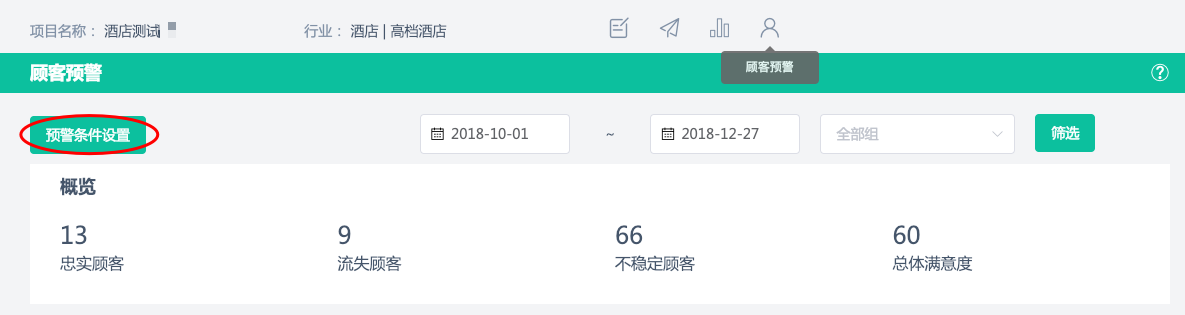 项目名称： 酒店测试 行业： 酒店 | 高档酒店
顾客预警
顾客预警
预警条件设置 2018-10-01 ~ 2018-12-27 全部组 筛选
概览
13 9 66 60
忠实顾客 流失顾客 不稳定顾客 总体满意度